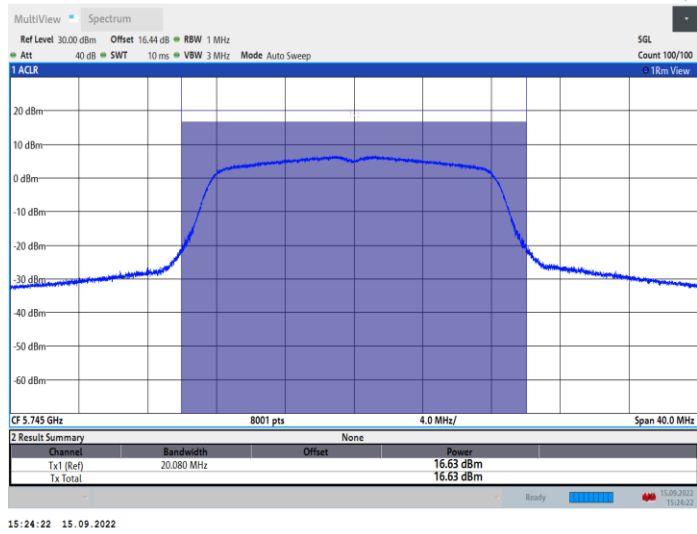 MultiView Spectrum
Ref Level 30.00 dBm Offset 16.44 dB RBW 1 MHz SGL
Att 40 dB SWT 10 ms VBW 3 MHz Mode Auto Sweep Count 100/100
1 ACLR 1Rm View
20 dBm
10 dBm
0 dBm
-10 dBm
-20 dBm
-30 dBm
-40 dBm
-50 dBm
-60 dBm
CF 5.745 GHz 8001 pts 4.0 MHz/ Span 40.0 MHz
2 Result Summary None
Channel Bandwidth Offset Power
Tx1 (Ref) 20.080 MHz 16.63 dBm
Tx Total 16.63 dBm
Ready 15.09.2022
15:24:22
15:24:22 15.09.2022